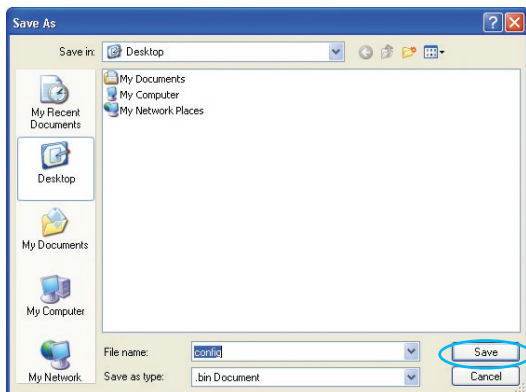 Save As
Save in:
Desktop
My Recent
Documents
Desktop
My Documents
My Computer
My Network
My Documents
My Computer
My Network Places
File name:
config
Save
Save as type:
.bin Document
Cancel